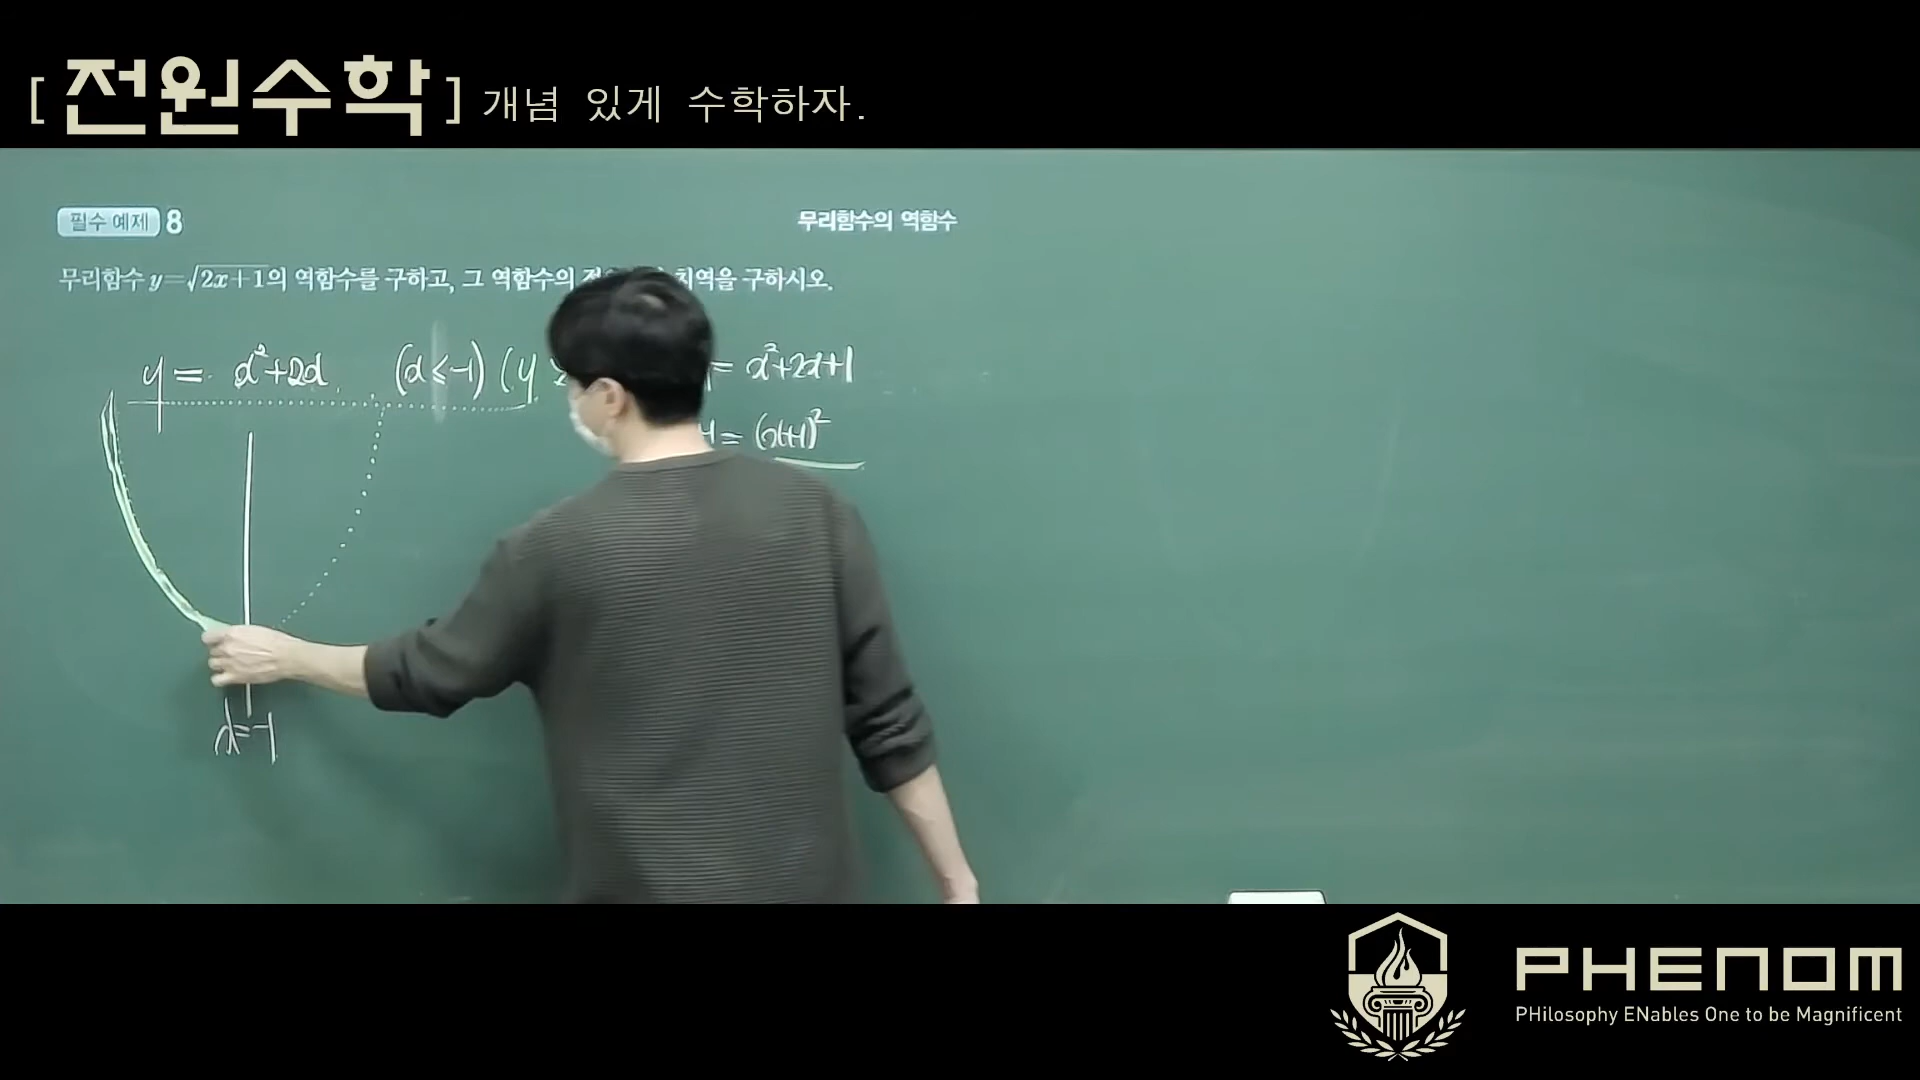 [전원수학] 개념 있게 수학하자.
필수 예제 8
무리함수의 역함수
무리함수 y=√2x+1의 역함수를 구하고, 그 역함수의 치역을 구하시오.
y = x²+2x (x≤-1) (y ≥
= x²+2x+1
= (x+1)²
x=-1
PHENOM
PHilosophy ENables One to be Magnificent